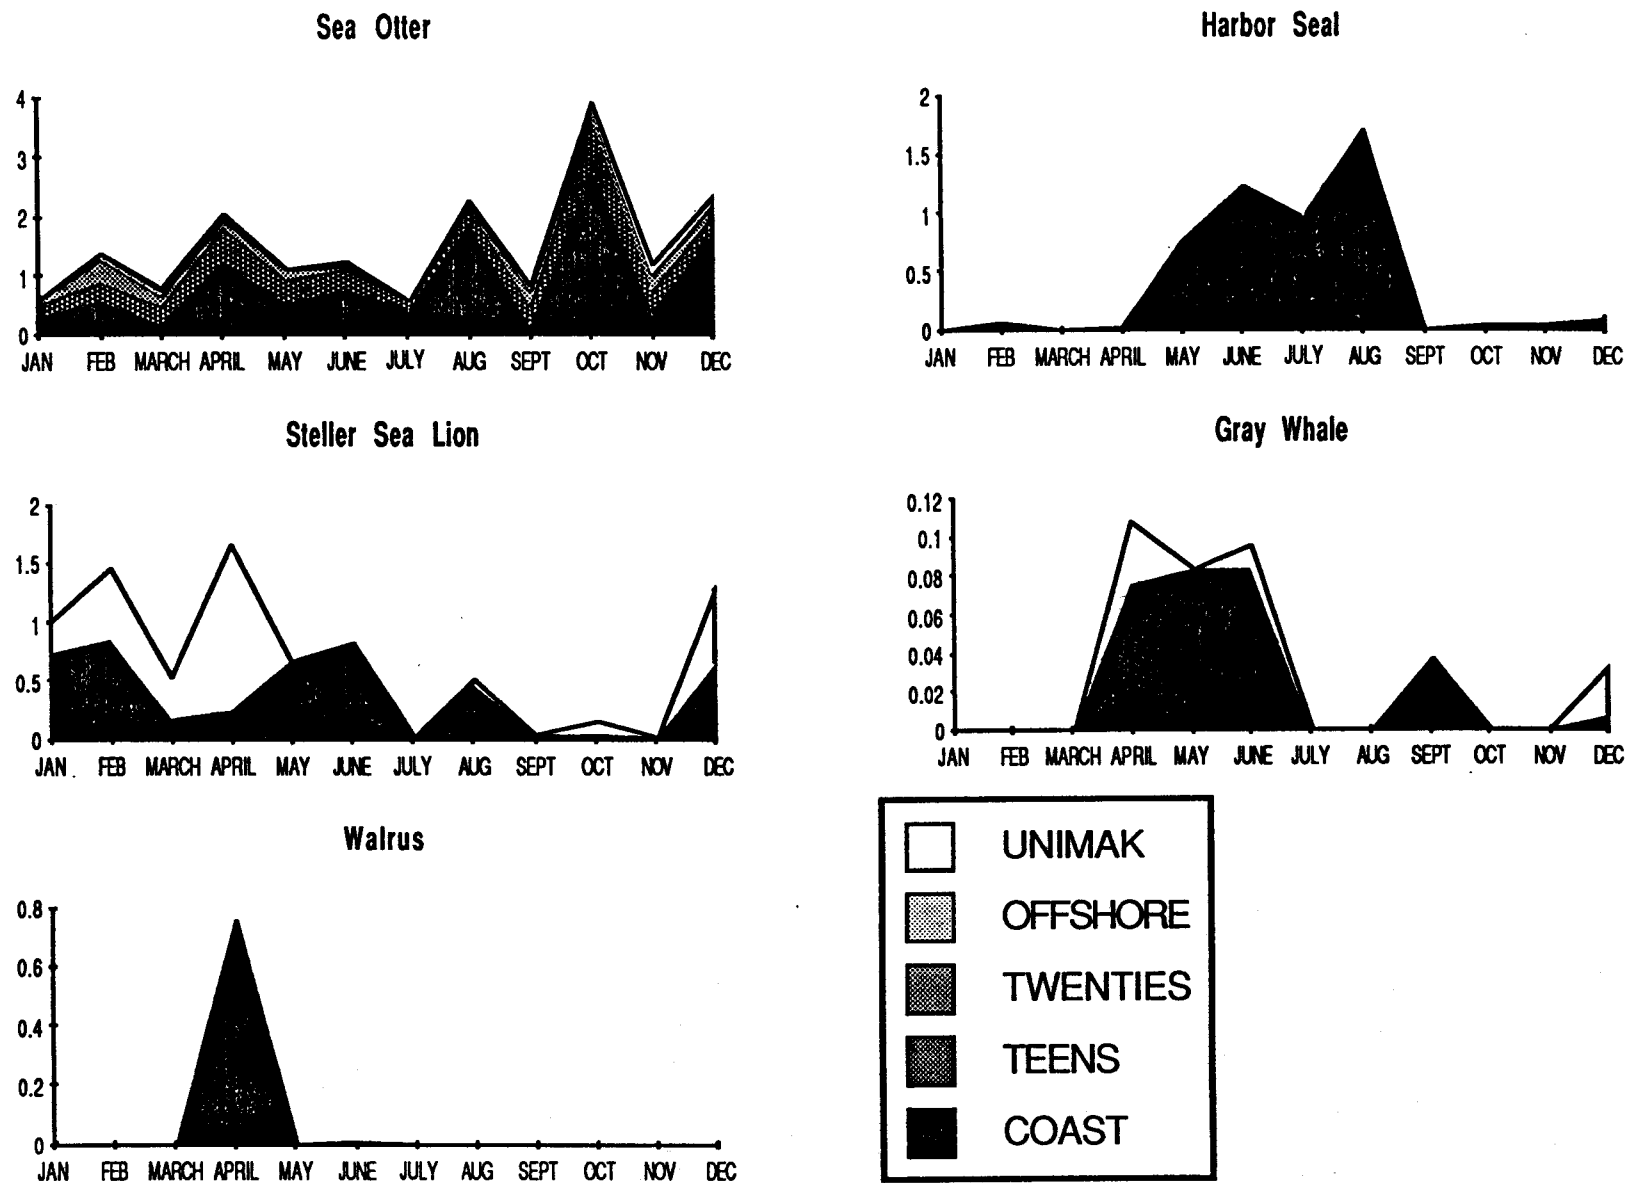 Sea Otter
4
3
2
1
0
JAN FEB MARCH APRIL MAY JUNE JULY AUG SEPT OCT NOV DEC
Harbor Seal
2
1.5
1
0.5
0
JAN FEB MARCH APRIL MAY JUNE JULY AUG SEPT OCT NOV DEC
Steller Sea Lion
2
1.5
1
0.5
0
JAN FEB MARCH APRIL MAY JUNE JULY AUG SEPT OCT NOV DEC
Gray Whale
0.12
0.1
0.08
0.06
0.04
0.02
0
JAN FEB MARCH APRIL MAY JUNE JULY AUG SEPT OCT NOV DEC
Walrus
0.8
0.6
0.4
0.2
0
JAN FEB MARCH APRIL MAY JUNE JULY AUG SEPT OCT NOV DEC
UNIMAK
OFFSHORE
TWENTIES
TEENS
COAST